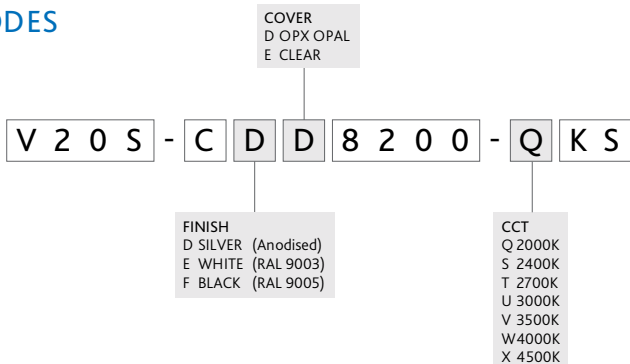 ODES
COVER
D OPX OPAL
E CLEAR
V 2 0 S - C D D 8 2 0 0 - Q K S
FINISH
D SILVER (Anodised)
E WHITE (RAL 9003)
F BLACK (RAL 9005)
CCT
Q 2000K
S 2400K
T 2700K
U 3000K
V 3500K
W4000K
X 4500K